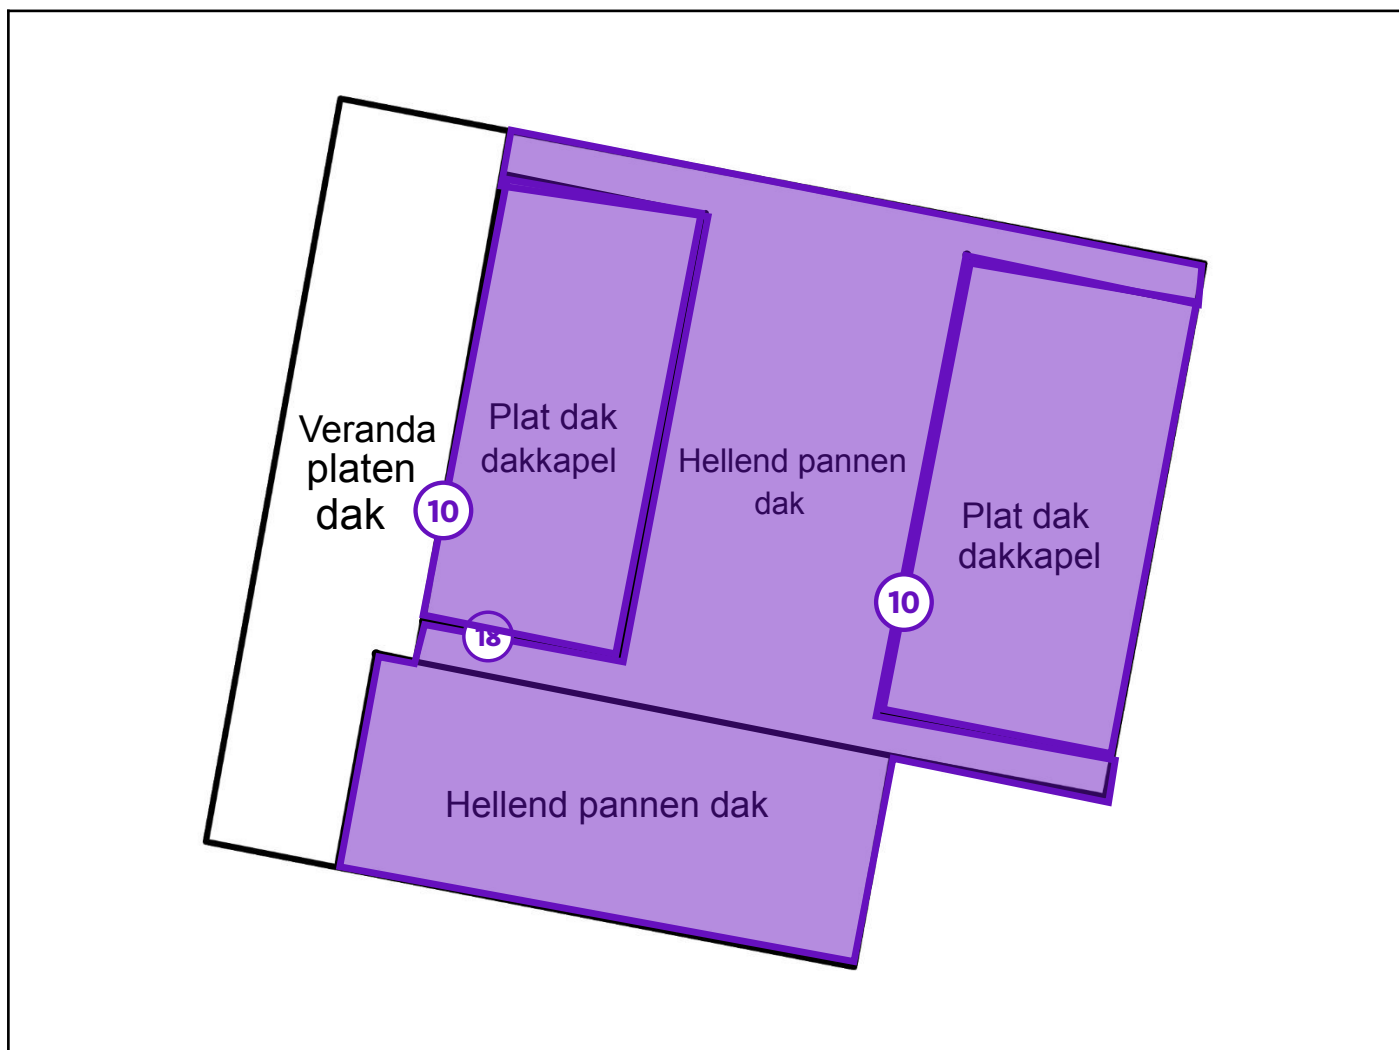 Veranda
platen
dak
10
Plat dak
dakkapel
18
Hellend pannen
dak
10
Plat dak
dakkapel
Hellend pannen dak